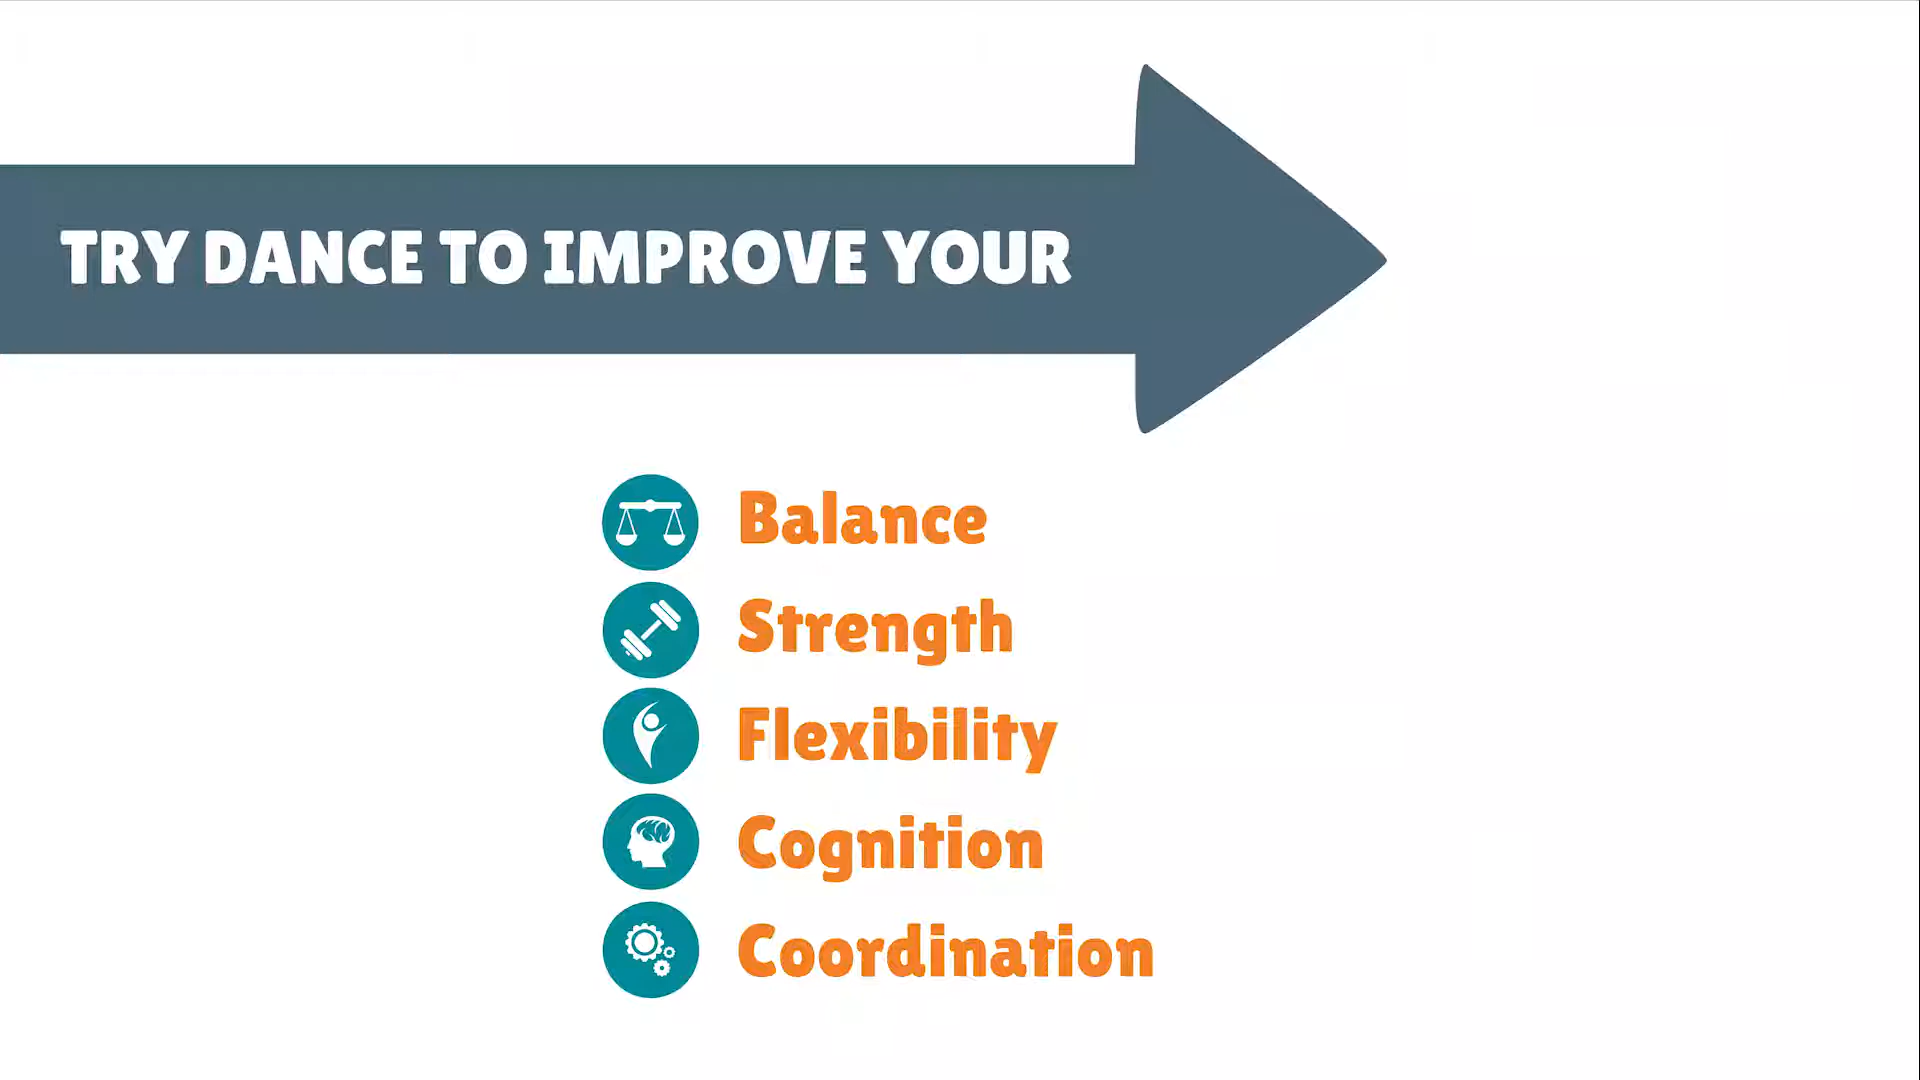 TRY DANCE TO IMPROVE YOUR
Balance
Strength
Flexibility
Cognition
Coordination